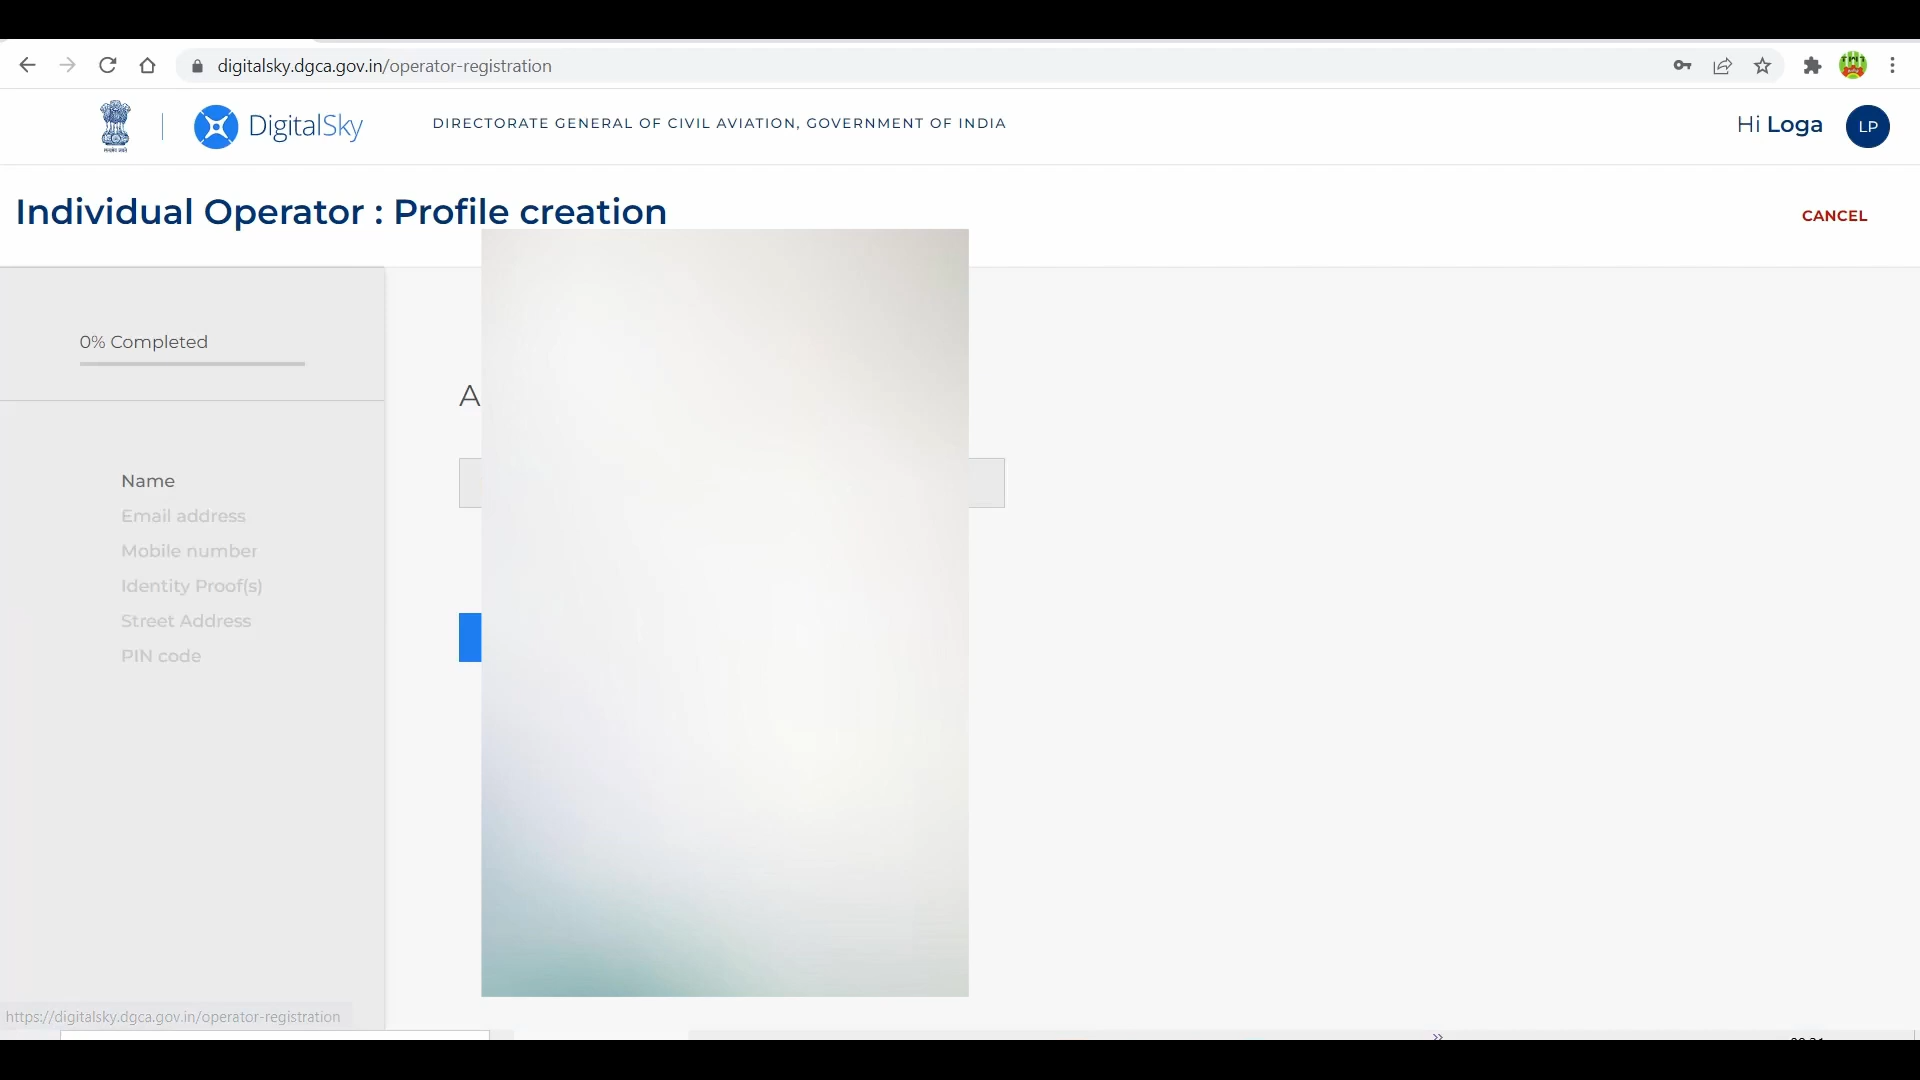 digitalsky.dgca.gov.in/operator-registration
DigitalSky
DIRECTORATE GENERAL OF CIVIL AVIATION, GOVERNMENT OF INDIA
Hi Loga
LP
Individual Operator : Profile creation
CANCEL
0% Completed
A
Name
Email address
Mobile number
Identity Proof(s)
Street Address
PIN code
https://digitalsky.dgca.gov.in/operator-registration